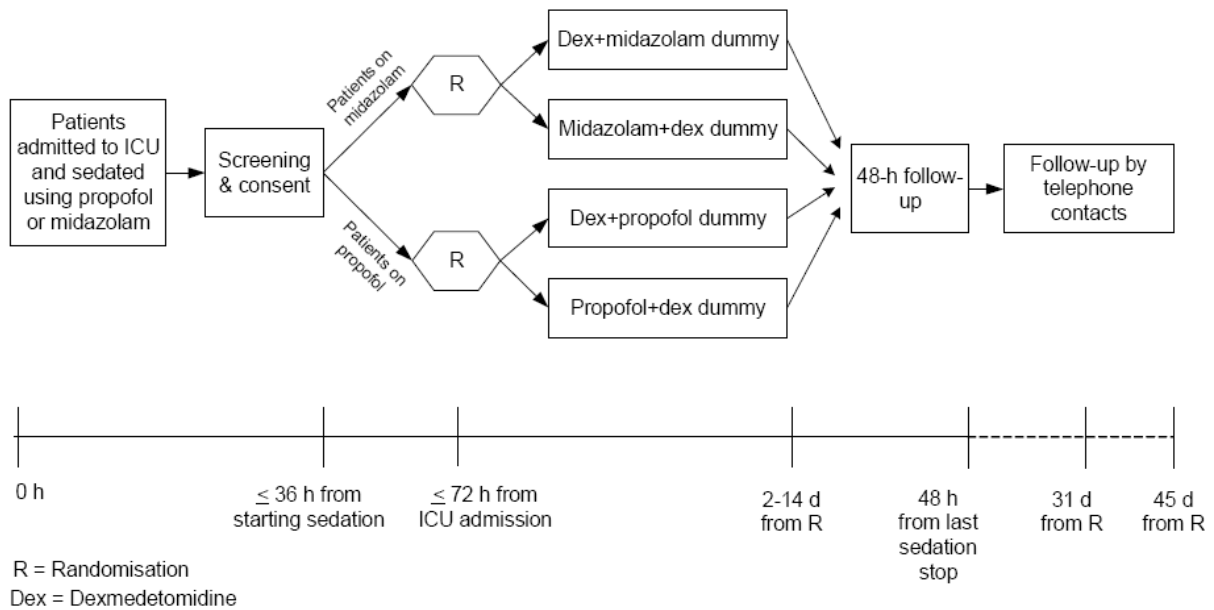 Patients
admitted to ICU
and sedated
using propofol
or midazolam
Screening
& consent
Patients on
midazolam
Patients on
propofol
R
R
Dex+midazolam dummy
Midazolam+dex dummy
Dex+propofol dummy
Propofol+dex dummy
48-h follow-
up
Follow-up by
telephone
contacts
0 h
≤ 36 h from
starting sedation
≤ 72 h from
ICU admission
2-14 d
from R
48 h
from last
sedation
stop
31 d
from R
45 d
from R
R = Randomisation
Dex = Dexmedetomidine